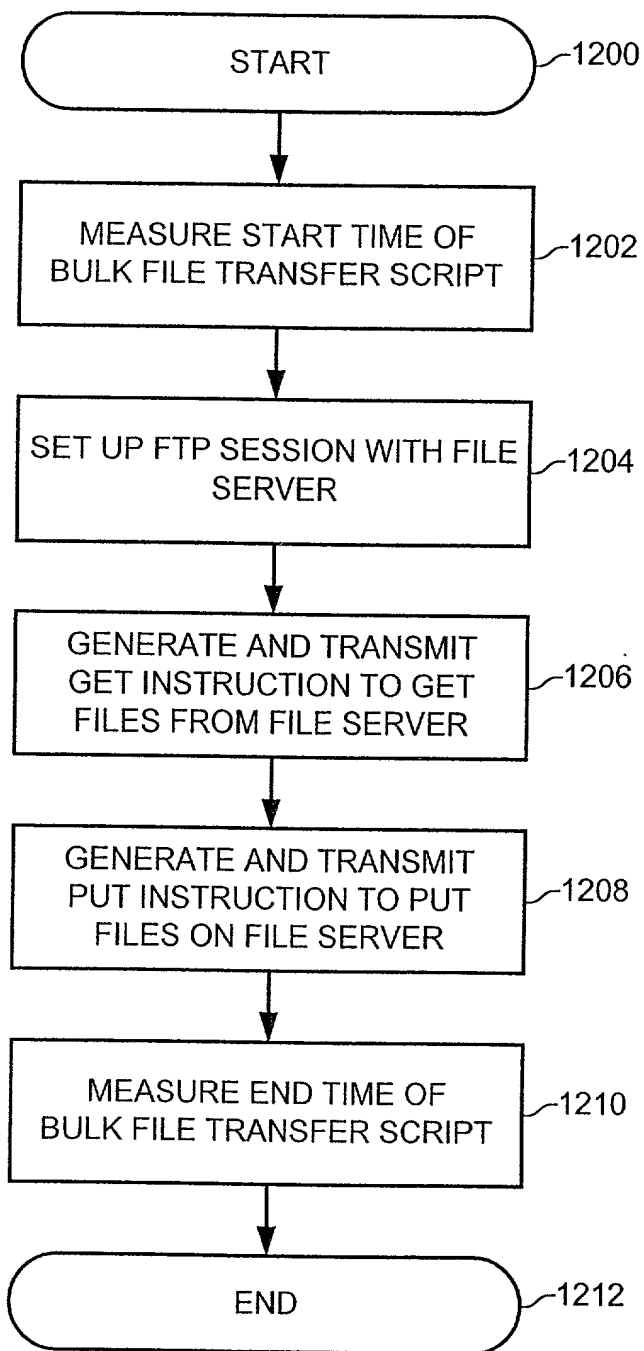 START
1200
MEASURE START TIME OF
BULK FILE TRANSFER SCRIPT
1202
SET UP FTP SESSION WITH FILE
SERVER
1204
GENERATE AND TRANSMIT
GET INSTRUCTION TO GET
FILES FROM FILE SERVER
1206
GENERATE AND TRANSMIT
PUT INSTRUCTION TO PUT
FILES ON FILE SERVER
1208
MEASURE END TIME OF
BULK FILE TRANSFER SCRIPT
1210
END
1212